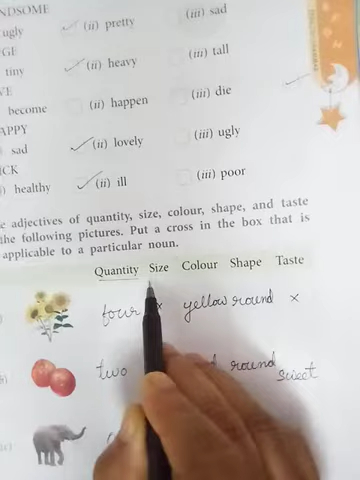 NDSOME
ugly (ii) pretty (iii) sad
GE
tiny (ii) heavy (iii) tall
VE
become (ii) happen (iii) die
APPY
sad (ii) lovely (iii) ugly
ICK
) healthy (ii) ill (iii) poor
e adjectives of quantity, size, colour, shape, and taste
the following pictures. Put a cross in the box that is
applicable to a particular noun.
Quantity Size Colour Shape Taste
four x yellow round x
two round sweet